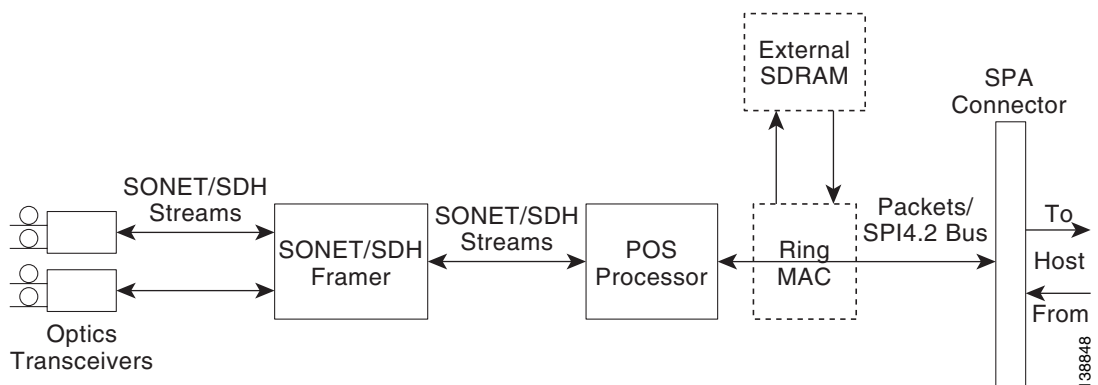 External
SDRAM
SPA
Connector
SONET/SDH
Streams
SONET/SDH
Framer
SONET/SDH
Streams
POS
Processor
Ring
MAC
Packets/
SPI4.2 Bus
To
Host
From
Optics
Transceivers
138848